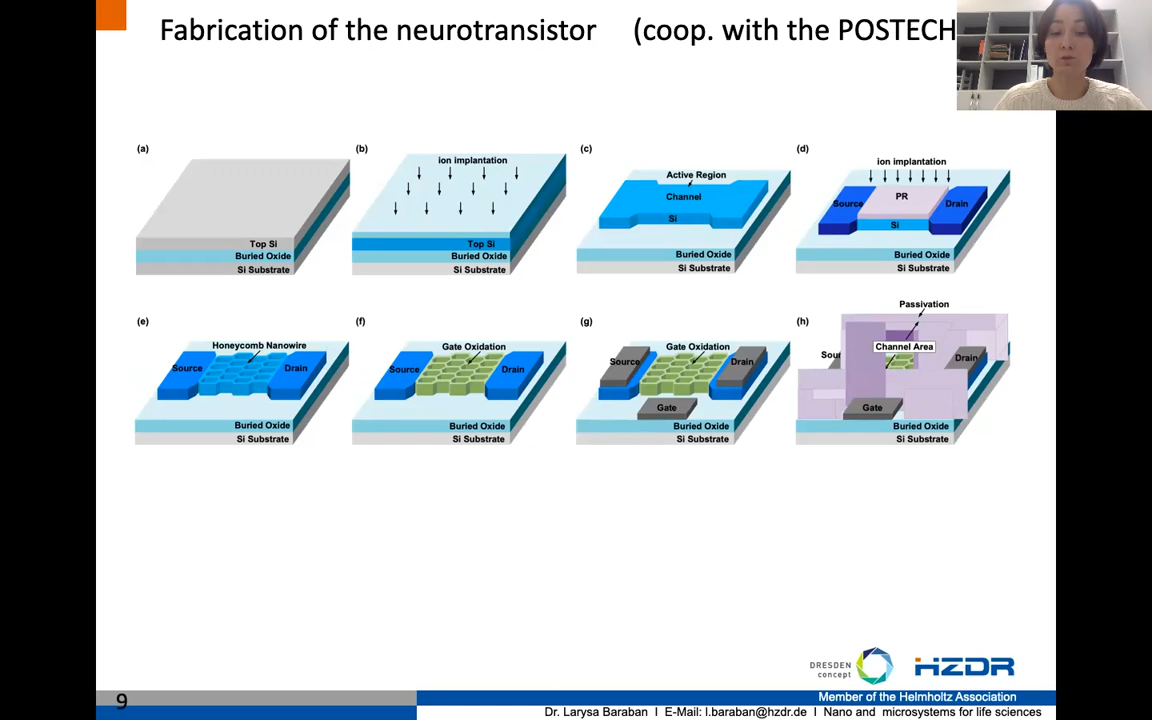 Fabrication of the neurotransistor (coop. with the POSTECH
(a)
Top Si
Buried Oxide
Si Substrate
(b)
ion implantation
Top Si
Buried Oxide
Si Substrate
(c)
Active Region
Channel
Si
Buried Oxide
Si Substrate
(d)
ion implantation
Source
PR
Drain
Si
Buried Oxide
Si Substrate
(e)
Honeycomb Nanowire
Source
Drain
Buried Oxide
Si Substrate
(f)
Gate Oxidation
Source
Drain
Buried Oxide
Si Substrate
(g)
Gate Oxidation
Source
Drain
Gate
Buried Oxide
Si Substrate
(h)
Passivation
Channel Area
Sour
Drain
Gate
Buried Oxide
Si Substrate
DRESDEN
concept
HZDR
Member of the Helmholtz Association
9
Dr. Larysa Baraban I E-Mail: l.baraban@hzdr.de I Nano and microsystems for life sciences